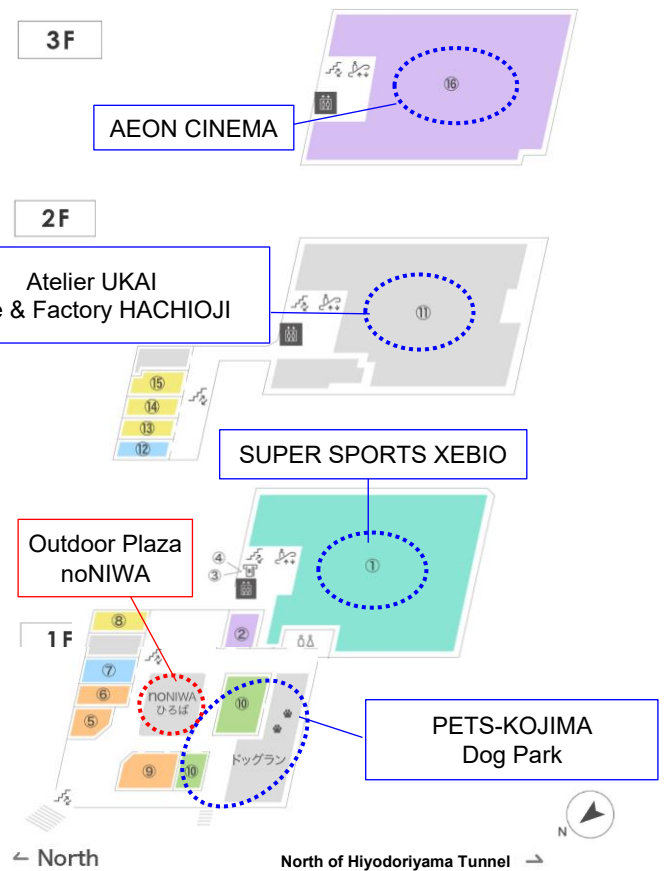 3F
⑯
AEON CINEMA
2F
Atelier UKAI
e & Factory HACHIOJI
⑪
⑮
⑭
⑬
⑫
SUPER SPORTS XEBIO
①
Outdoor Plaza
noNIWA
④
③
1F
⑧
②
⑦
⑥
⑤
noNIWA
ひろば
⑩
ドッグラン
⑨
⑩
PETS-KOJIMA
Dog Park
N
← North
North of Hiyodoriyama Tunnel →